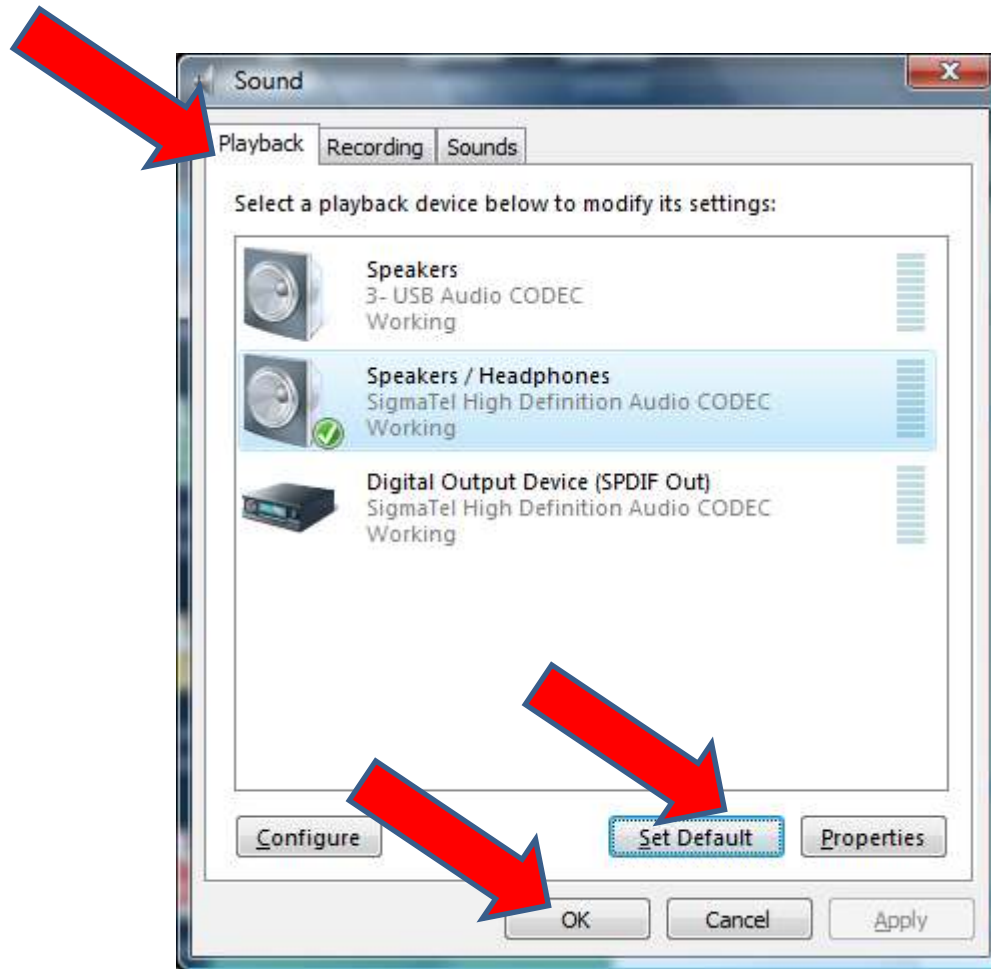 Sound
Playback Recording Sounds
Select a playback device below to modify its settings:
Speakers
3- USB Audio CODEC
Working
Speakers / Headphones
SigmaTel High Definition Audio CODEC
Working
Digital Output Device (SPDIF Out)
SigmaTel High Definition Audio CODEC
Working
Configure Set Default Properties
OK Cancel Apply